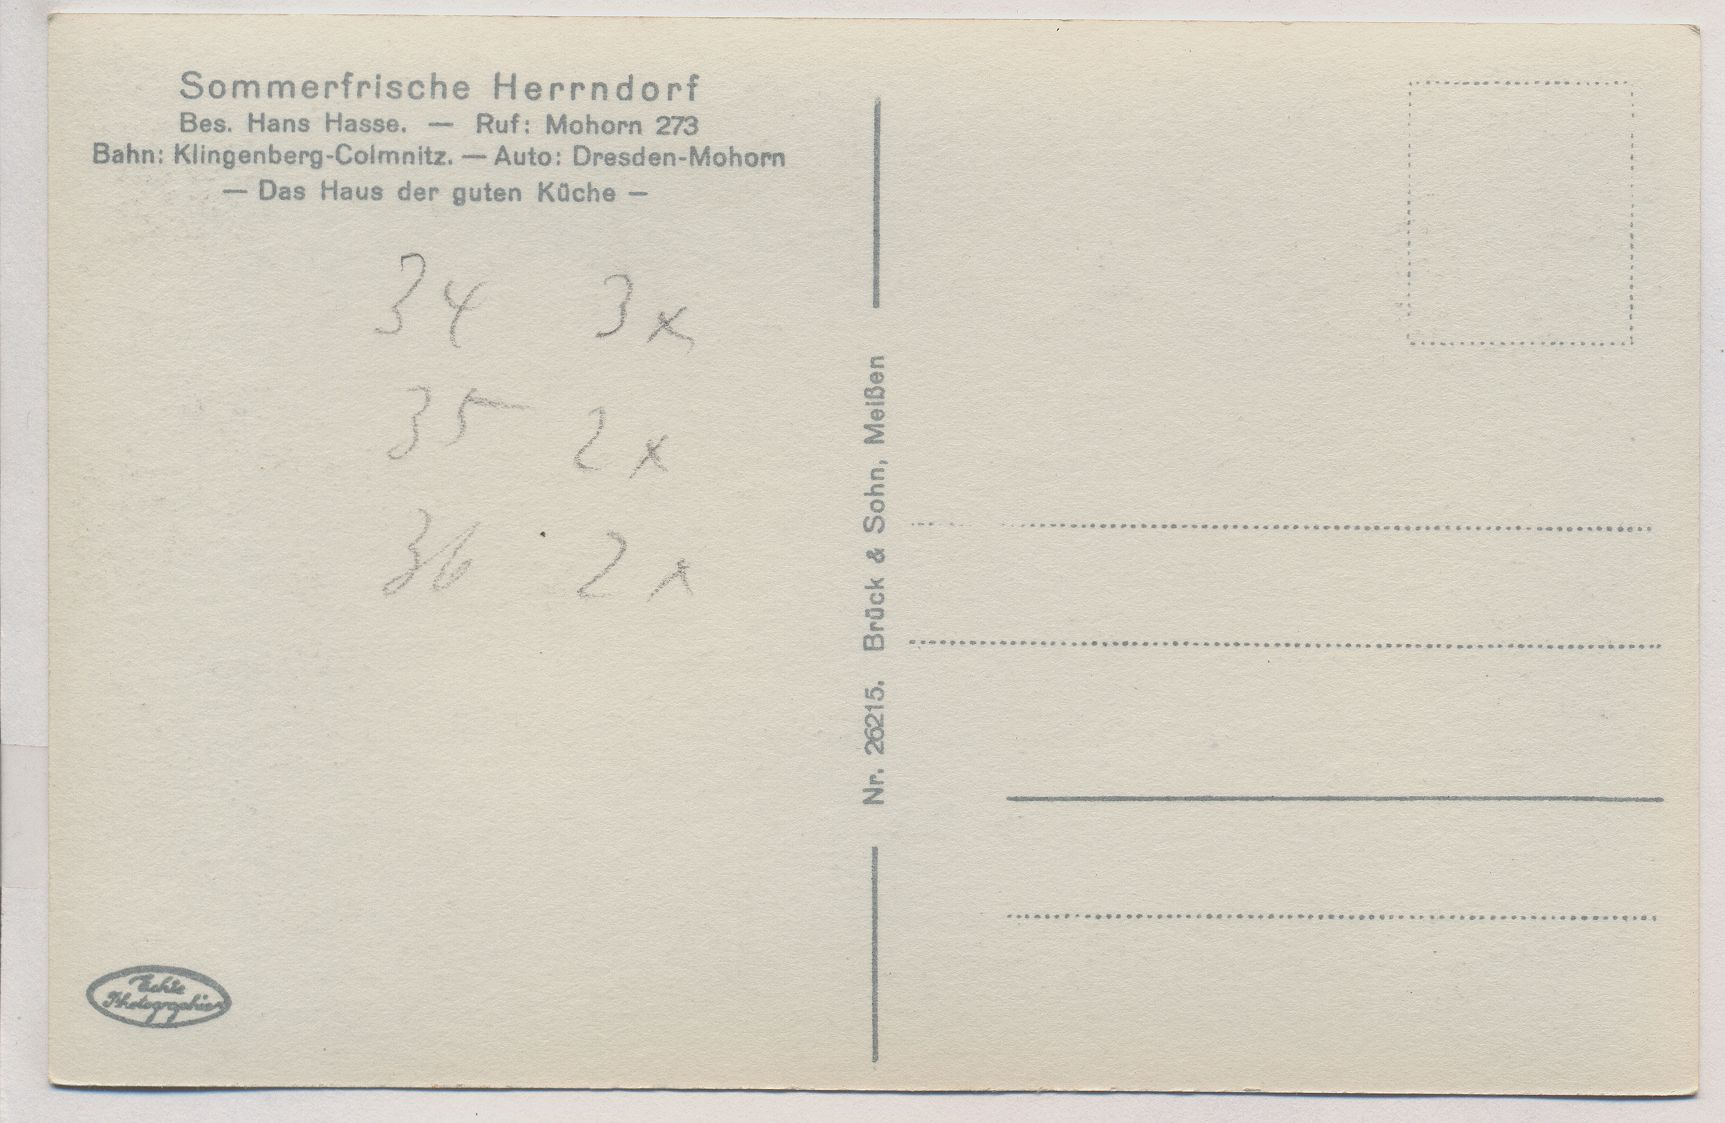 Sommerfrische Herrndorf
Bes. Hans Hasse. — Ruf: Mohorn 273
Bahn: Klingenberg-Colmnitz. — Auto: Dresden-Mohorn
— Das Haus der guten Küche —
34 3x
35 2x
36 2x
Echte
Photographie
Nr. 26215. Brück & Sohn, Meißen